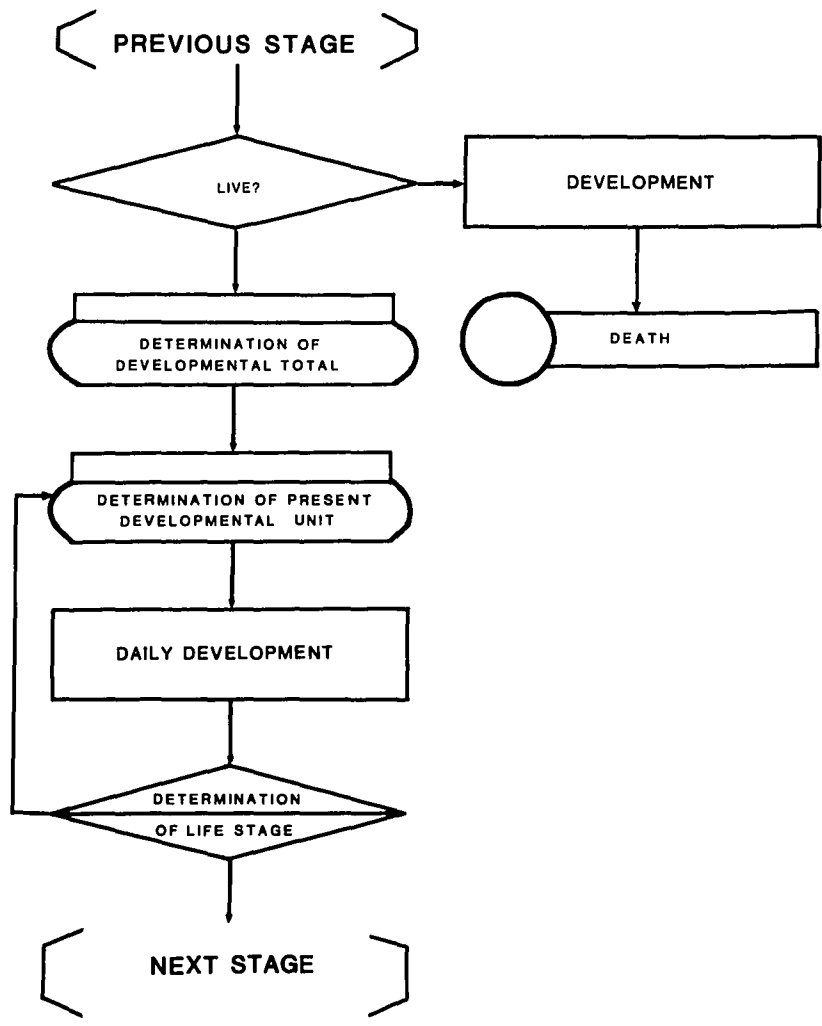 PREVIOUS STAGE
LIVE?
DEVELOPMENT
DETERMINATION OF
DEVELOPMENTAL TOTAL
DEATH
DETERMINATION OF PRESENT
DEVELOPMENTAL UNIT
DAILY DEVELOPMENT
DETERMINATION
OF LIFE STAGE
NEXT STAGE